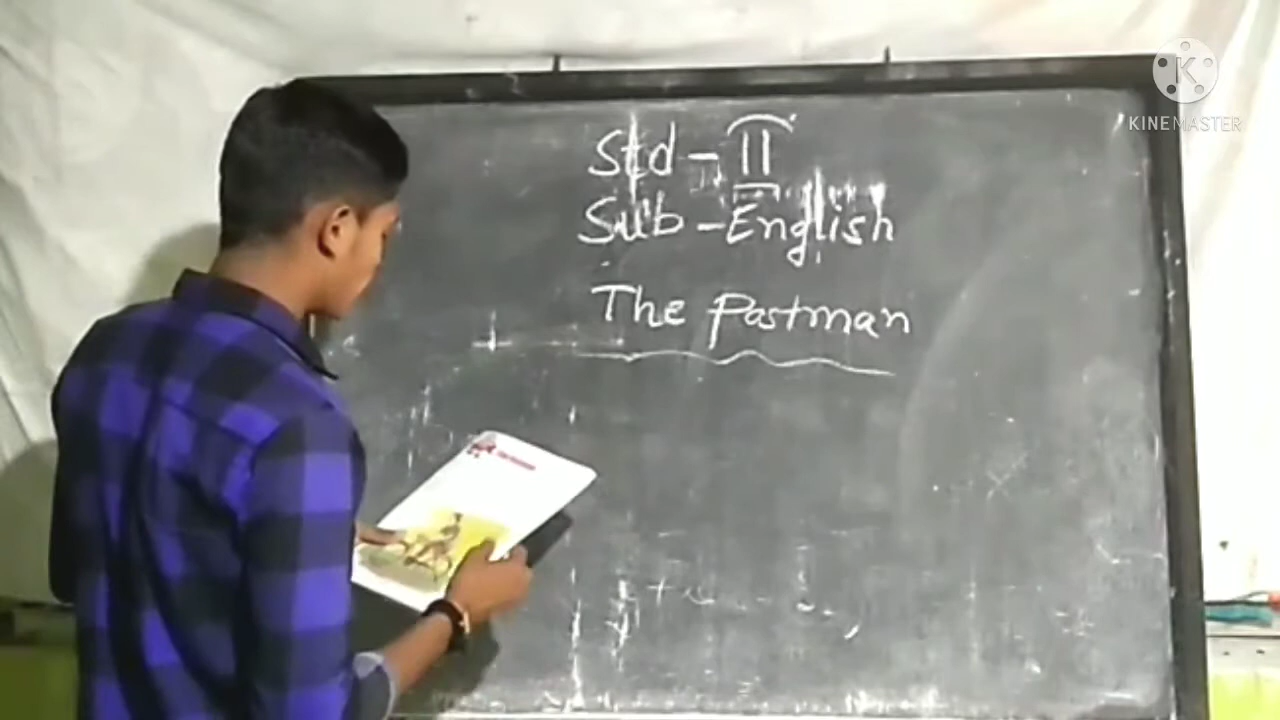 Std - II
Sub - English
The Postman
KINEMASTER